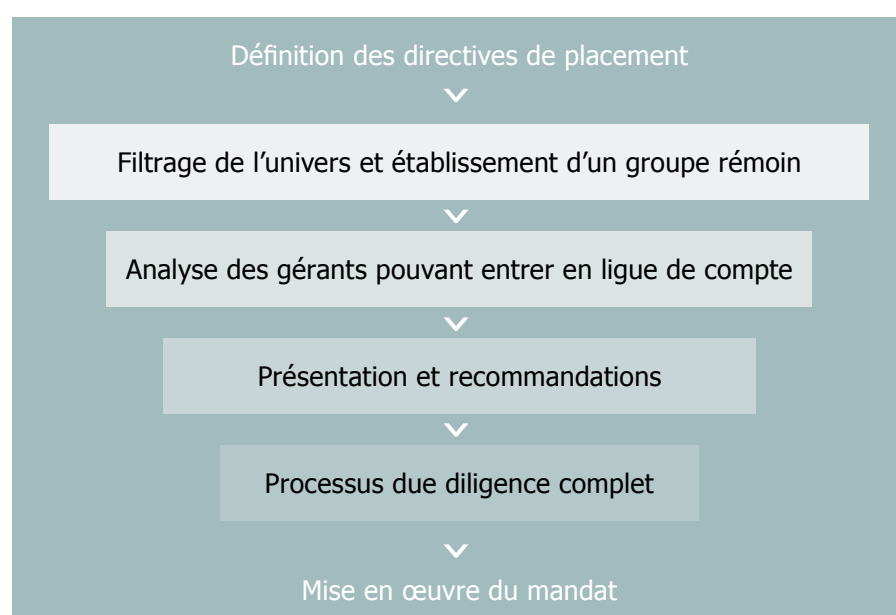 Définition des directives de placement
Filtrage de l’univers et établissement d’un groupe rémoin
Analyse des gérants pouvant entrer en ligue de compte
Présentation et recommandations
Processus due diligence complet
Mise en œuvre du mandat